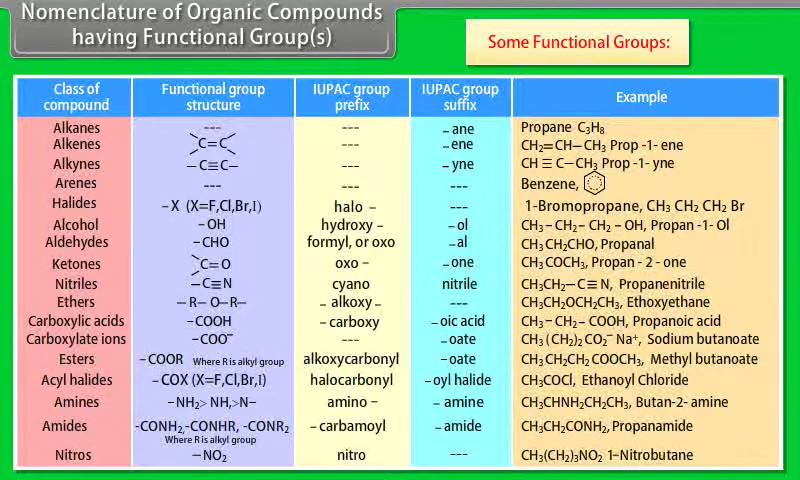 Nomenclature of Organic Compounds
having Functional Group(s)
Some Functional Groups:
Class of compound Functional group structure IUPAC group prefix IUPAC group suffix Example
Alkanes --- --- – ane Propane C₃H₈
Alkenes >C=C< --- – ene CH₂=CH–CH₃ Prop -1- ene
Alkynes –C≡C– --- – yne CH ≡ C–CH₃ Prop -1- yne
Arenes --- --- --- Benzene,
Halides – X (X=F,Cl,Br,I) halo – --- 1-Bromopropane, CH₃ CH₂ CH₂ Br
Alcohol – OH hydroxy – – ol CH₃ – CH₂ – CH₂ – OH, Propan -1- Ol
Aldehydes – CHO formyl, or oxo – al CH₃ CH₂CHO, Propanal
Ketones >C=O oxo – – one CH₃ COCH₃, Propan - 2 - one
Nitriles –C≡N cyano nitrile CH₃CH₂– C≡ N, Propanenitrile
Ethers –R– O–R– – alkoxy – --- CH₃CH₂OCH₂CH₃, Ethoxyethane
Carboxylic acids –COOH – carboxy – oic acid CH₃ – CH₂ – COOH, Propanoic acid
Carboxylate ions –COO⁻ --- – oate CH₃ (CH₂)₂ CO₂⁻ Na⁺, Sodium butanoate
Esters – COOR Where R is alkyl group alkoxycarbonyl – oate CH₃CH₂CH₂ COOCH₃, Methyl butanoate
Acyl halides – COX (X=F,Cl,Br,I) halocarbonyl – oyl halide CH₃COCl, Ethanoyl Chloride
Amines –NH₂> NH,>N– amino – – amine CH₃CHNH₂CH₂CH₃, Butan-2- amine
Amides -CONH₂,-CONHR, -CONR₂ – carbamoyl – amide CH₃CH₂CONH₂, Propanamide
Where R is alkyl group
Nitros –NO₂ nitro --- CH₃(CH₂)₃NO₂ 1–Nitrobutane